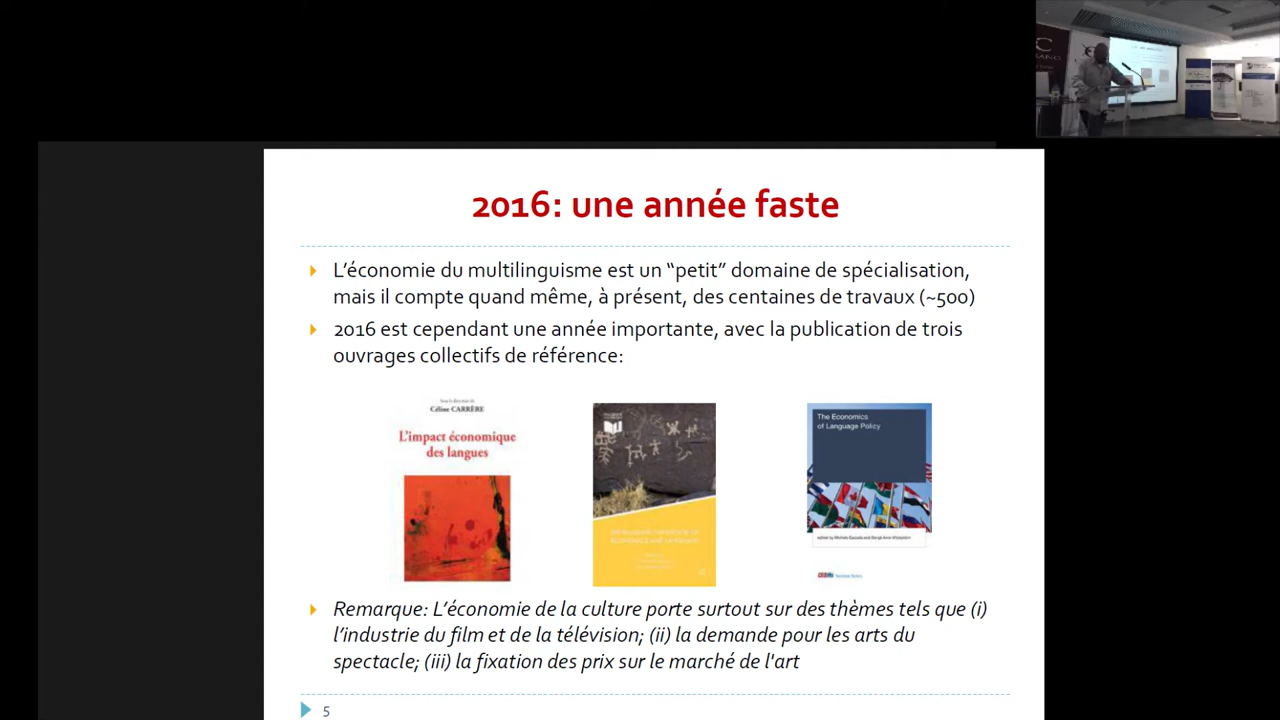 2016: une année faste
L’économie du multilinguisme est un “petit” domaine de spécialisation,
mais il compte quand même, à présent, des centaines de travaux (~500)
2016 est cependant une année importante, avec la publication de trois
ouvrages collectifs de référence:
Céline CARRÈRE
L'impact économique
des langues
The Economics
of Language Policy
Remarque: L’économie de la culture porte surtout sur des thèmes tels que (i)
l’industrie du film et de la télévision; (ii) la demande pour les arts du
spectacle; (iii) la fixation des prix sur le marché de l'art
5